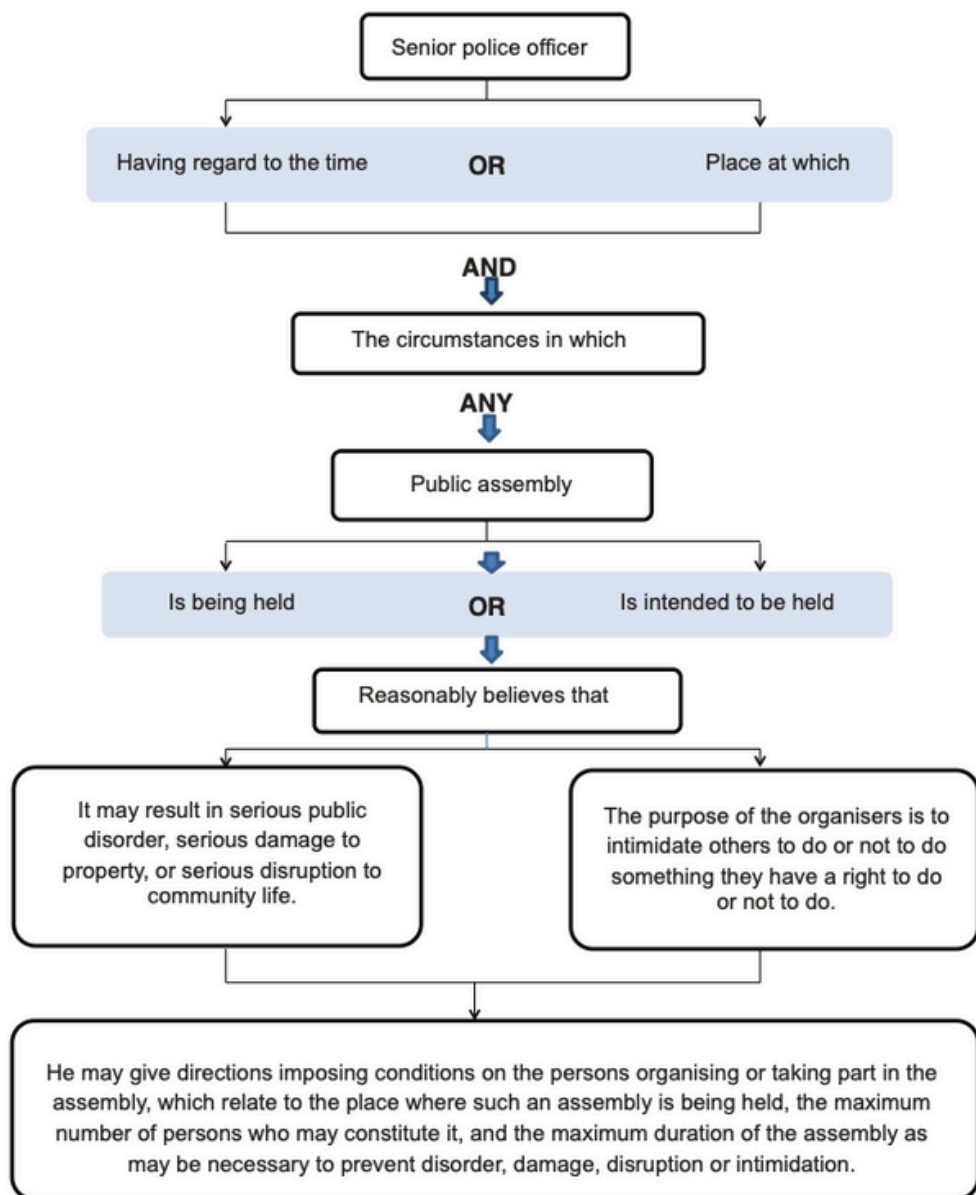 Senior police officer
Having regard to the time
OR
Place at which
AND
The circumstances in which
ANY
Public assembly
Is being held
OR
Is intended to be held
Reasonably believes that
It may result in serious public
disorder, serious damage to
property, or serious disruption to
community life.
The purpose of the organisers is to
intimidate others to do or not to do
something they have a right to do
or not to do.
He may give directions imposing conditions on the persons organising or taking part in the
assembly, which relate to the place where such an assembly is being held, the maximum
number of persons who may constitute it, and the maximum duration of the assembly as
may be necessary to prevent disorder, damage, disruption or intimidation.